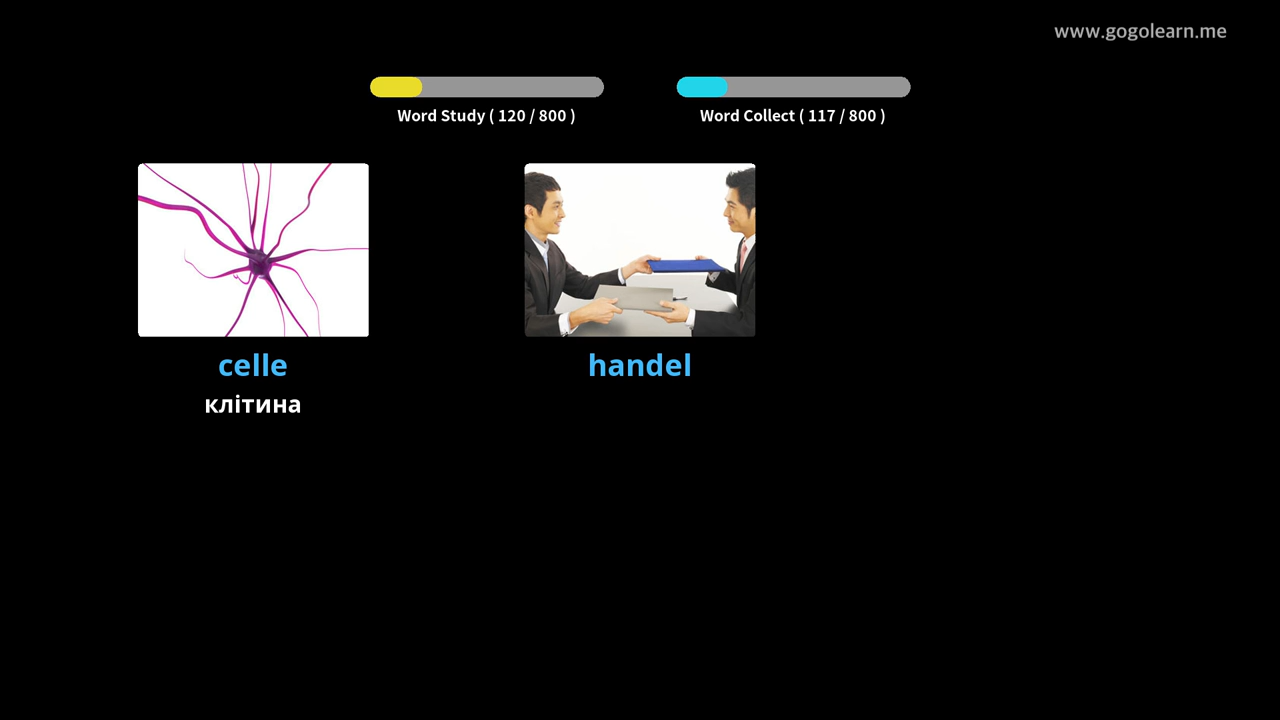 www.gogolearn.me
Word Study ( 120 / 800 )
Word Collect ( 117 / 800 )
celle
клітина
handel